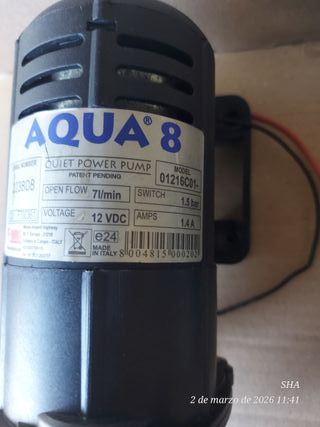 AQUA® 8
QUIET POWER PUMP
PATENT PENDING
MODEL
01216C01-
OPEN FLOW 7l/min SWITCH 1.5 bar
VOLTAGE 12 VDC AMPS 1.4 A
e24 MADE
IN ITALY
8004815000202
SHA
2 de marzo de 2026 11:41